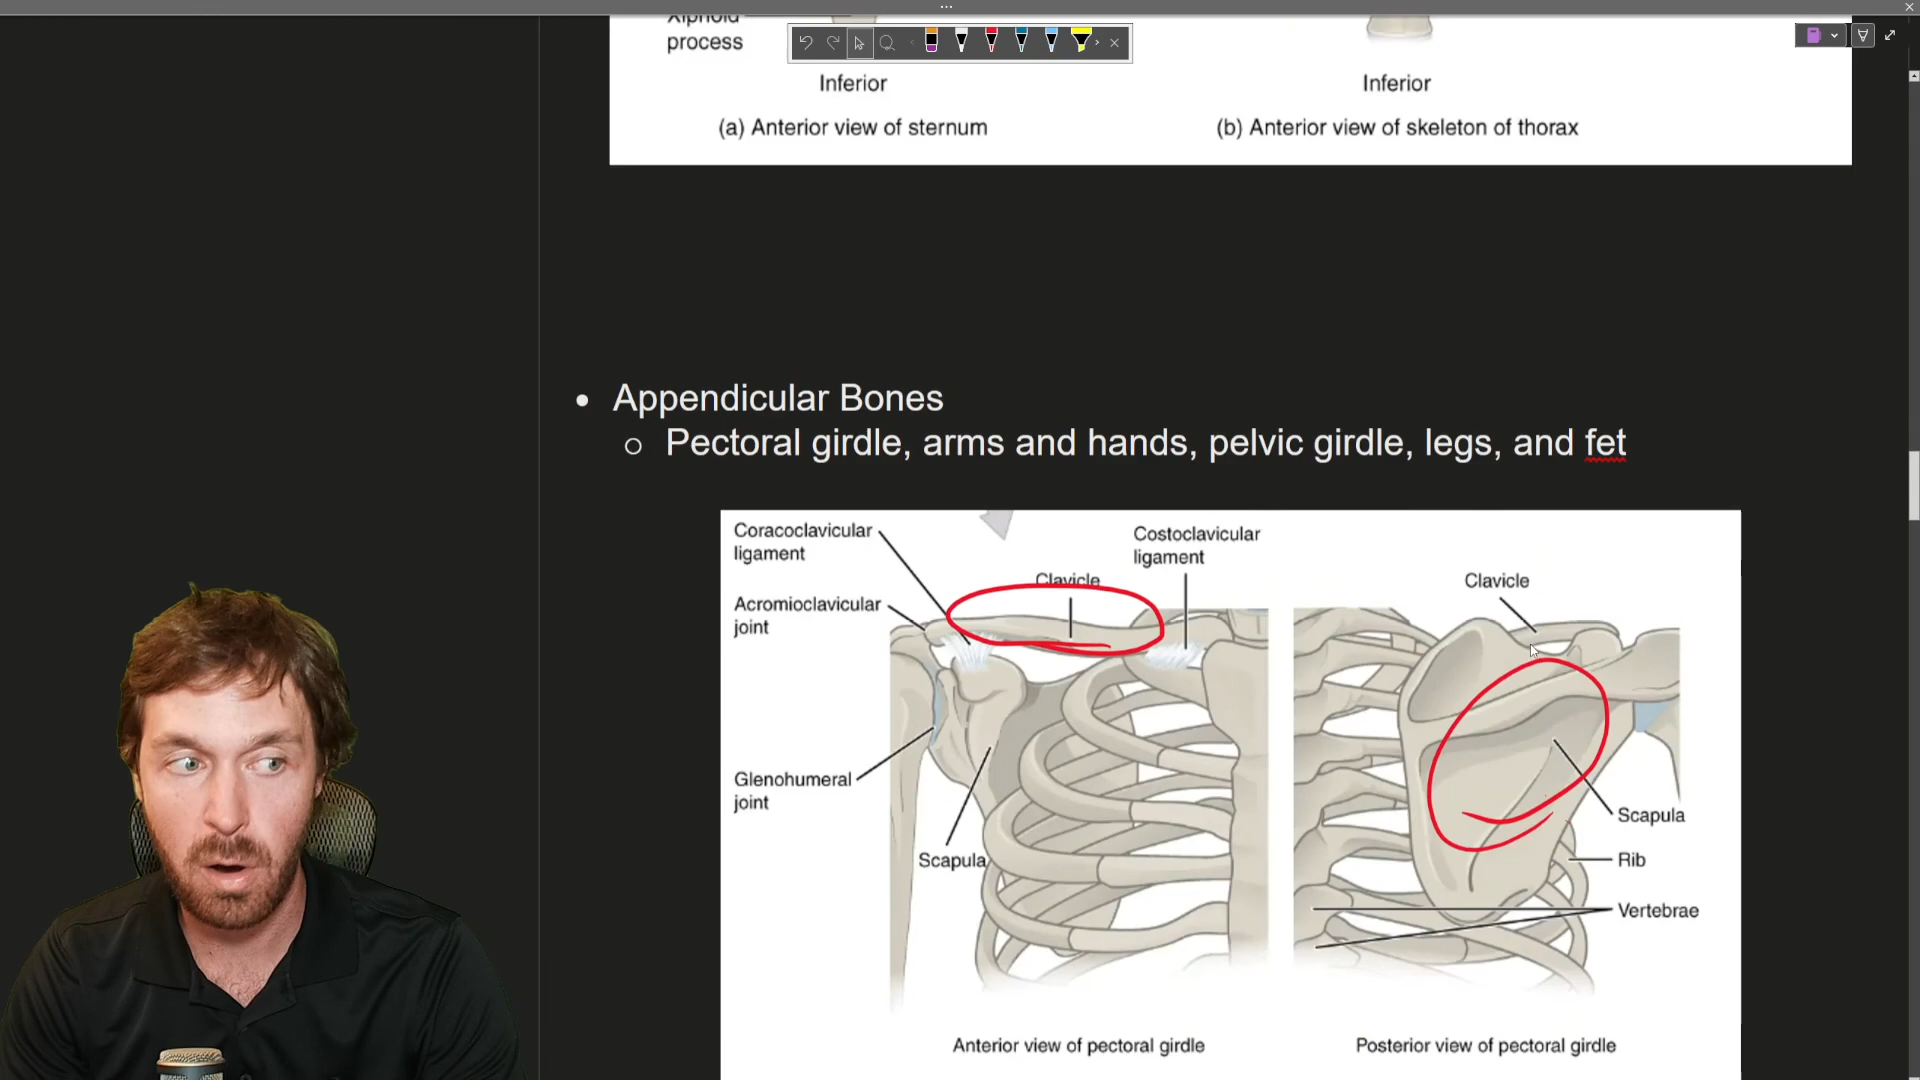 Xiphoid
process
Inferior
Inferior
(a) Anterior view of sternum
(b) Anterior view of skeleton of thorax
• Appendicular Bones
○ Pectoral girdle, arms and hands, pelvic girdle, legs, and fet
Coracoclavicular
ligament
Costoclavicular
ligament
Clavicle
Clavicle
Acromioclavicular
joint
Glenohumeral
joint
Scapula
Scapula
Rib
Vertebrae
Anterior view of pectoral girdle
Posterior view of pectoral girdle